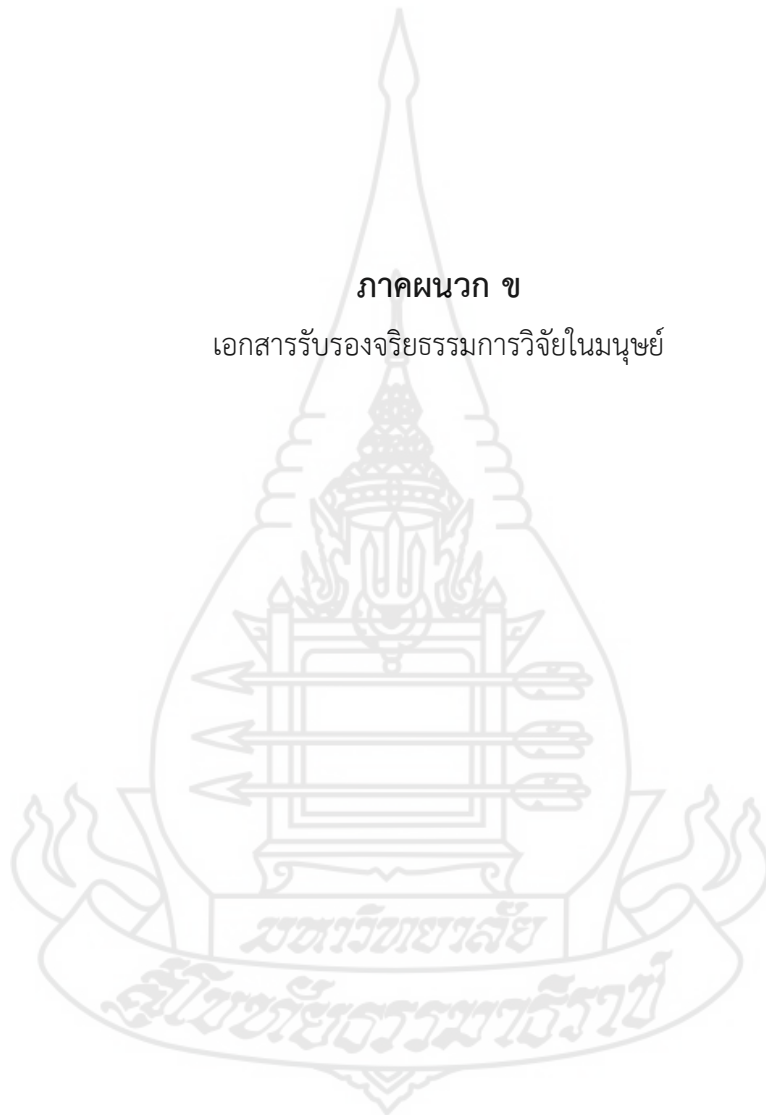 ภาคผนวก ข
เอกสารรับรองจริยธรรมการวิจัยในมนุษย์
มหาวิทยาลัย
สุโขทัยธรรมาธิราช